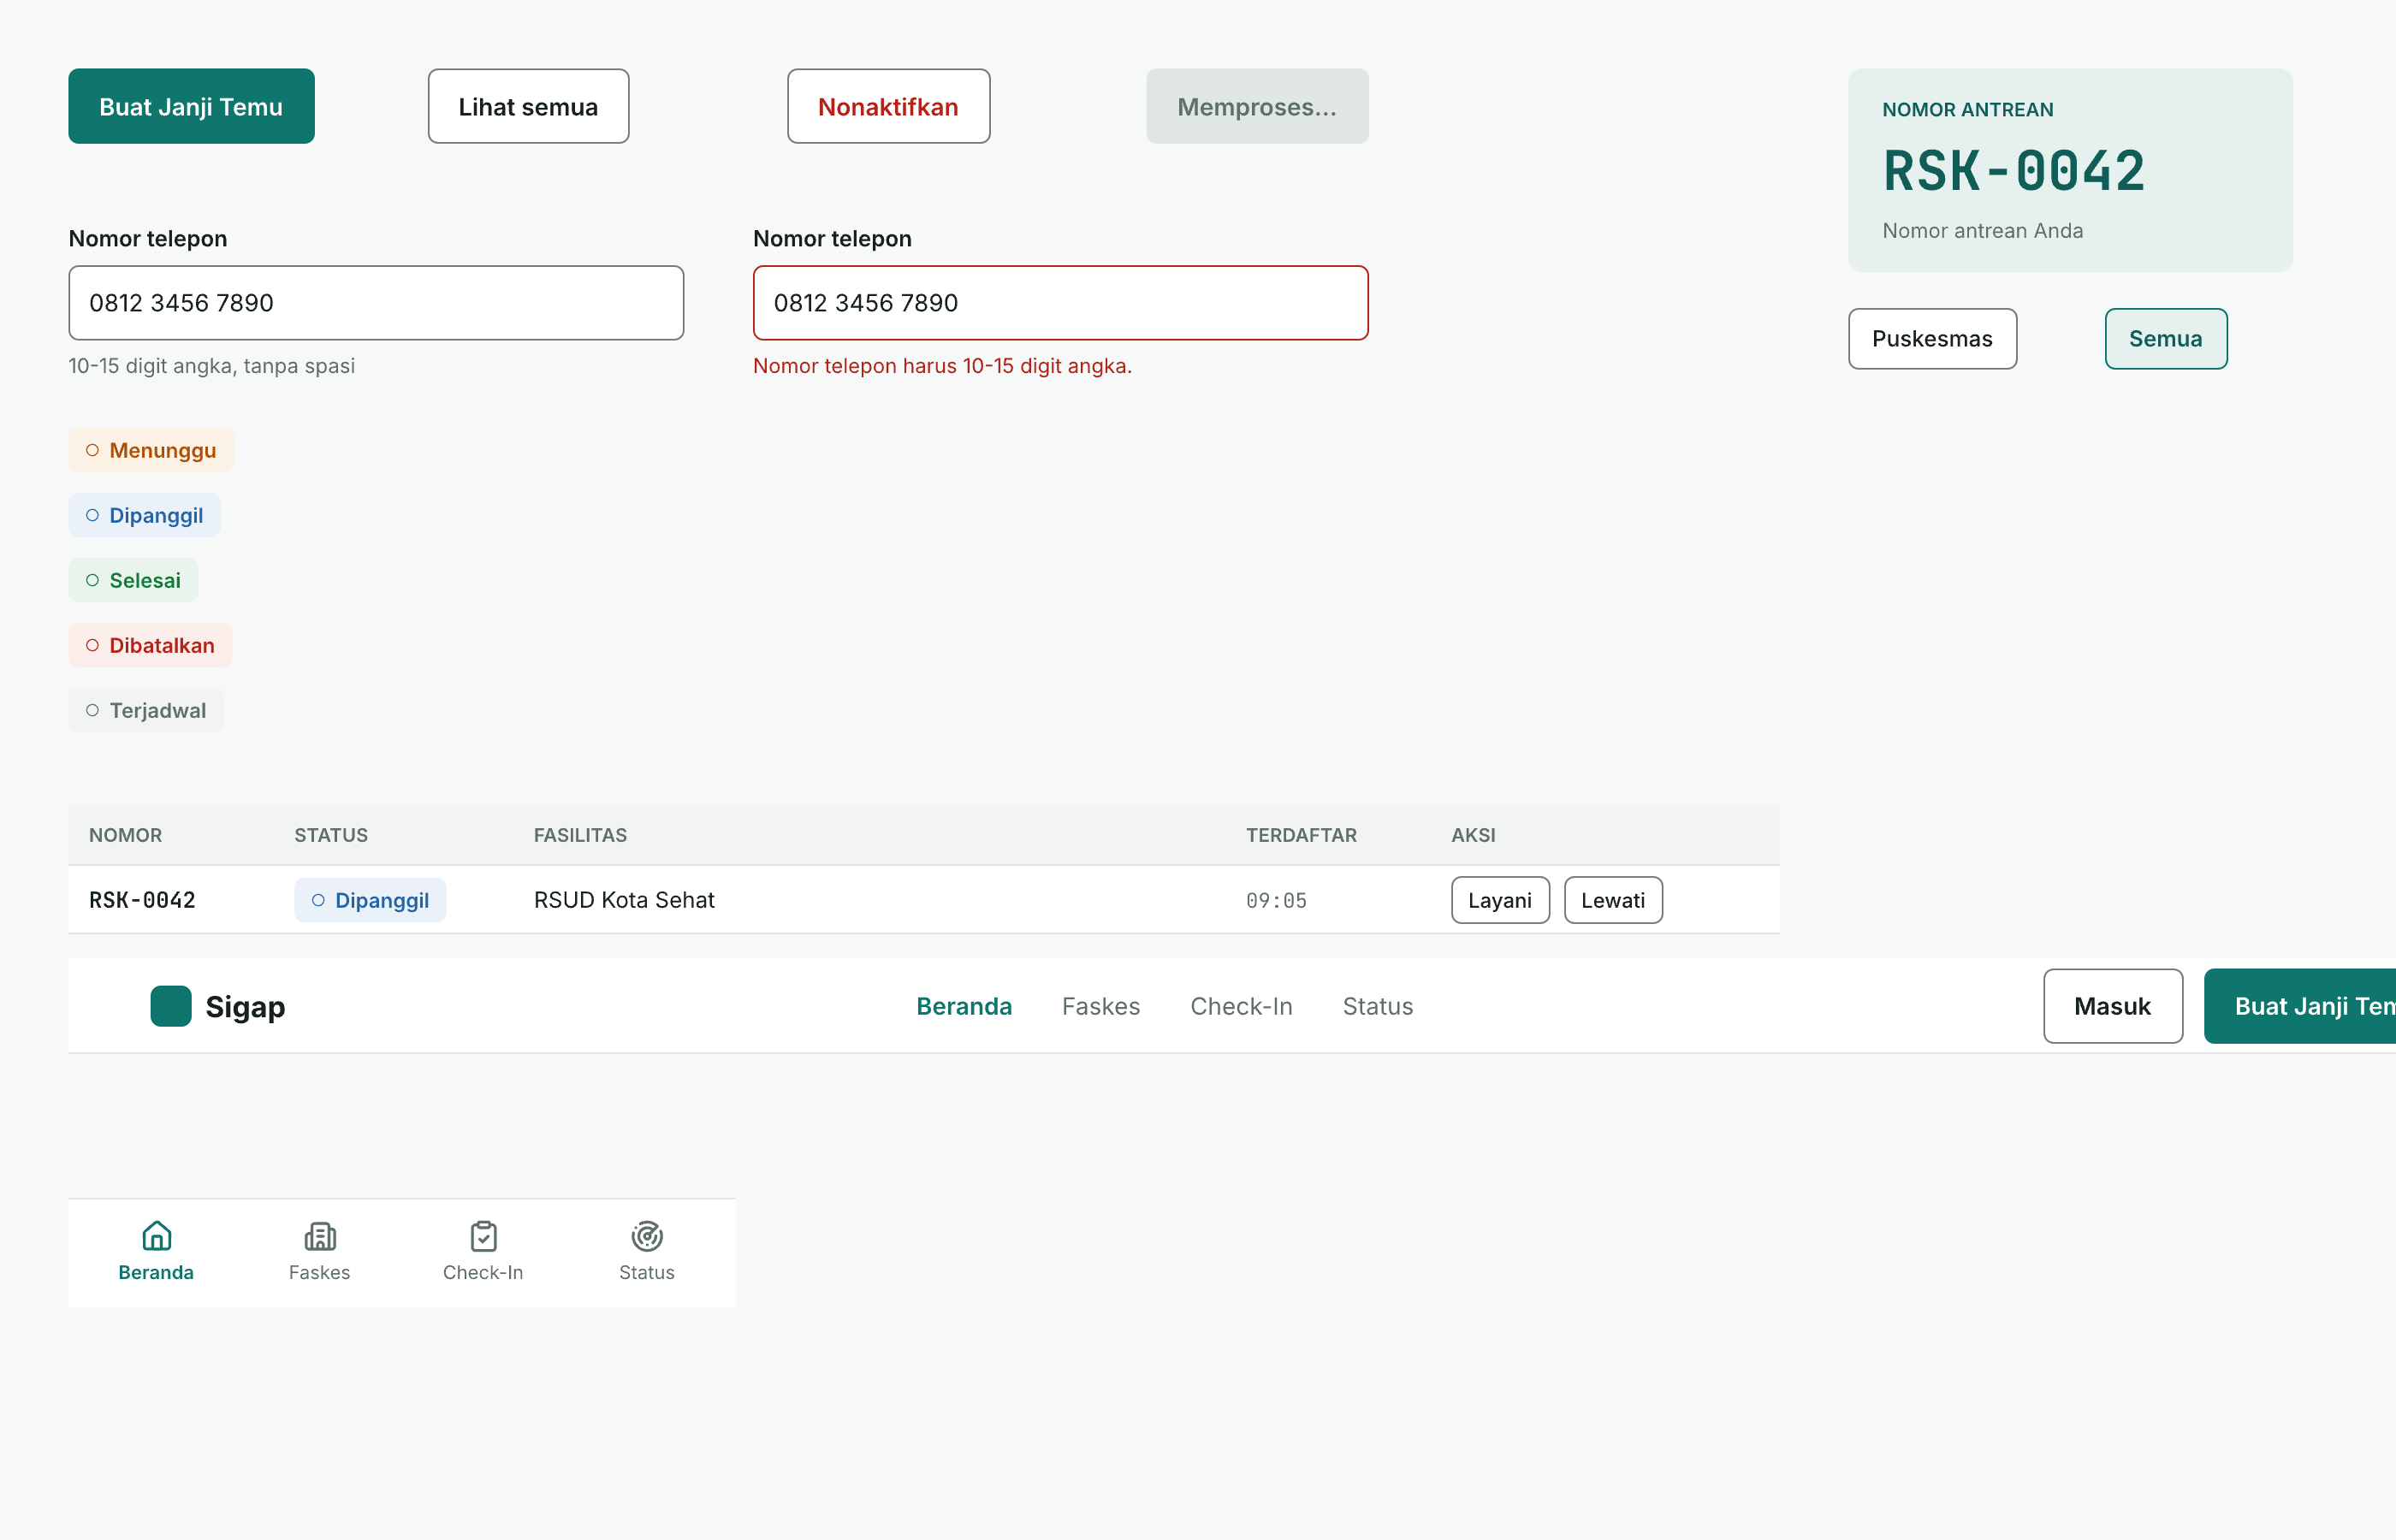 Buat Janji Temu
Lihat semua
Nonaktifkan
Memproses...
NOMOR ANTREAN
RSK-0042
Nomor antrean Anda
Nomor telepon
0812 3456 7890
10-15 digit angka, tanpa spasi
Nomor telepon
0812 3456 7890
Nomor telepon harus 10-15 digit angka.
Puskesmas
Semua
Menunggu
Dipanggil
Selesai
Dibatalkan
Terjadwal
NOMOR STATUS FASILITAS TERDAFTAR AKSI
RSK-0042 Dipanggil RSUD Kota Sehat 09:05 Layani Lewati
Sigap
Beranda Faskes Check-In Status
Masuk
Buat Janji
Beranda Faskes Check-In Status